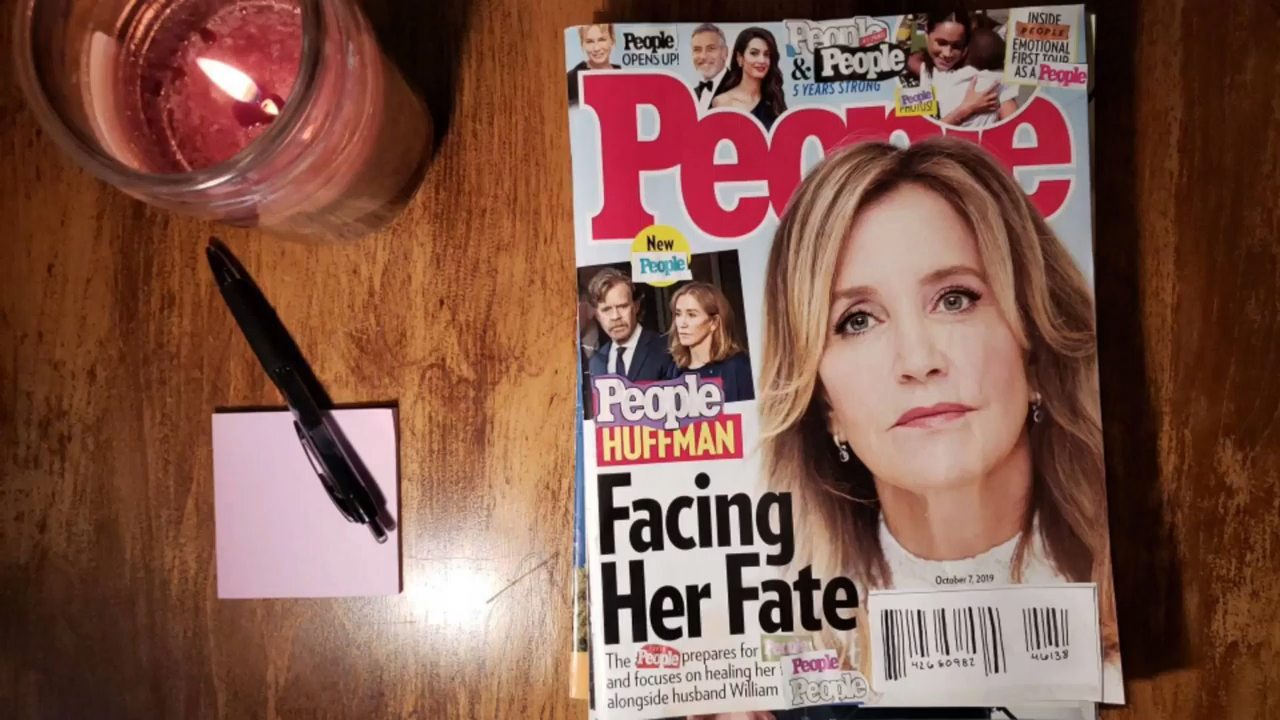 People
OPENS UP!
People
& People
5 YEARS STRONG
People
PHOTOS!
INSIDE
PEOPLE
EMOTIONAL
FIRST TOUR
AS A People
People
New
People
People
HUFFMAN
Facing
Her Fate
October 7, 2019
42660982
46138
The People prepares for
and focuses on healing her People
alongside husband William People